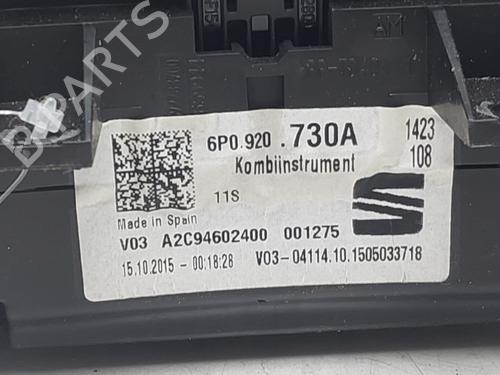 B-PARTS
6P0.920 .730A 1423
Kombiinstrument 108
11S
Made in Spain
V03 A2C94602400 001275
15.10.2015 - 00:18:28 V03-04114.10.1505033718